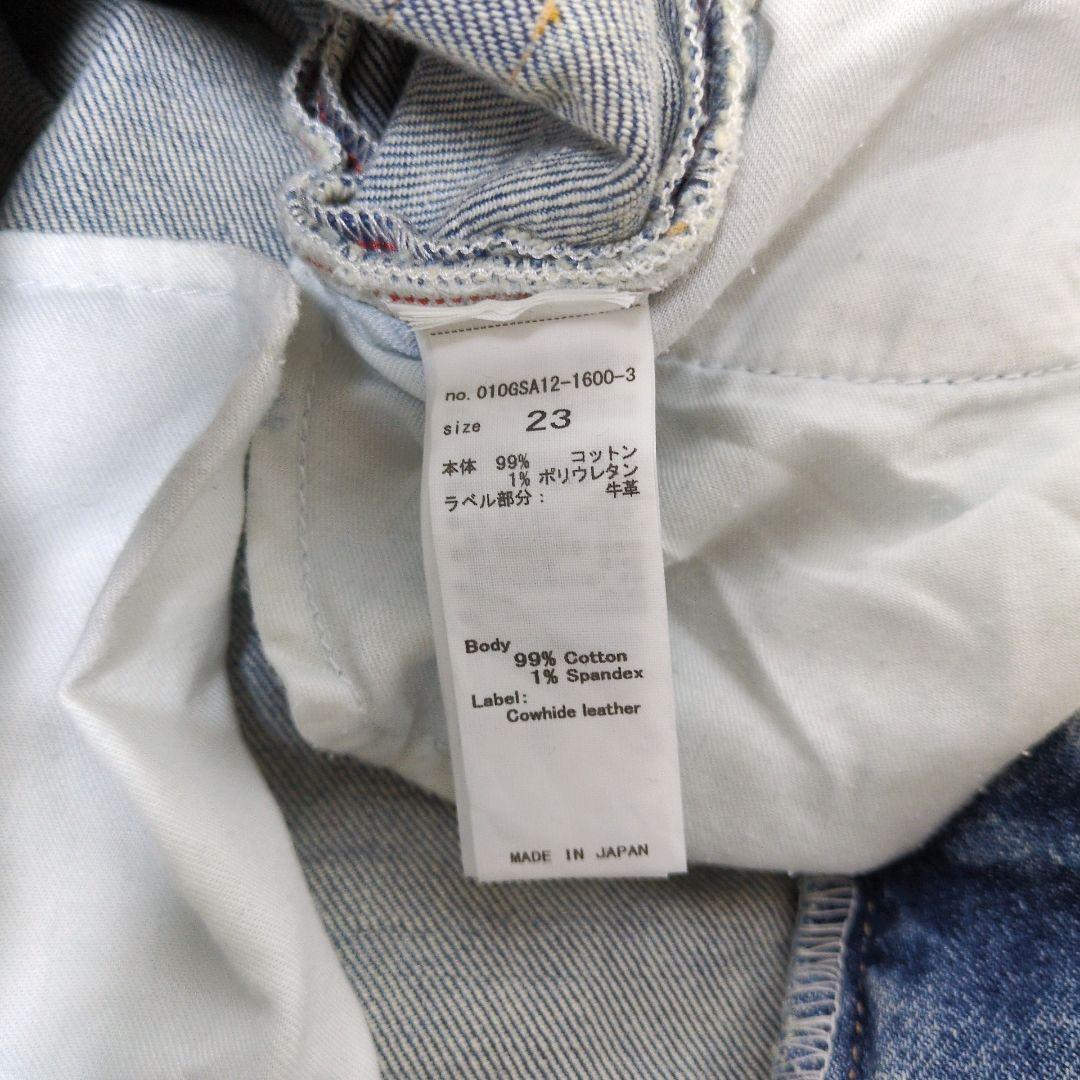 no. 010GSA12-1600-3
size 23
本体 99% コットン
1% ポリウレタン
ラベル部分: 牛革
Body
99% Cotton
1% Spandex
Label:
Cowhide leather
MADE IN JAPAN